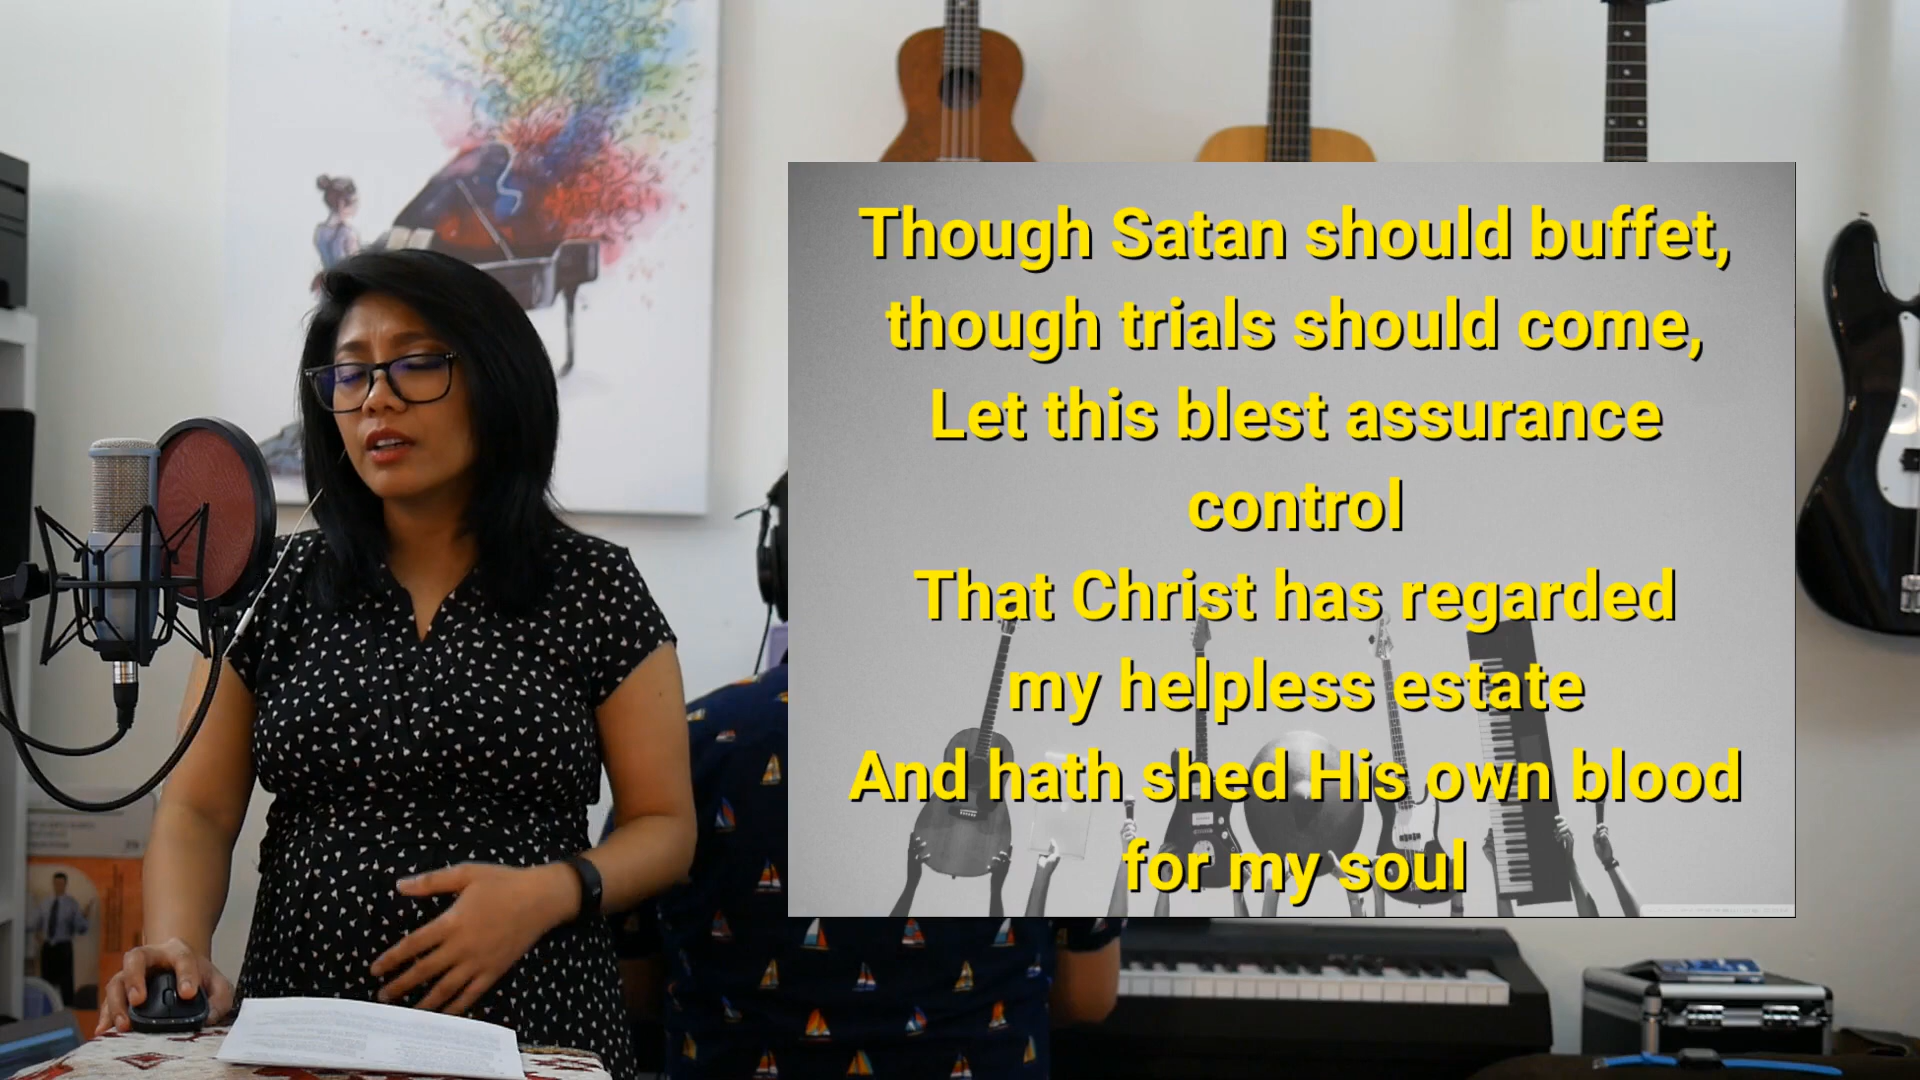 Though Satan should buffet,
though trials should come,
Let this blest assurance
control
That Christ has regarded
my helpless estate
And hath shed His own blood
for my soul